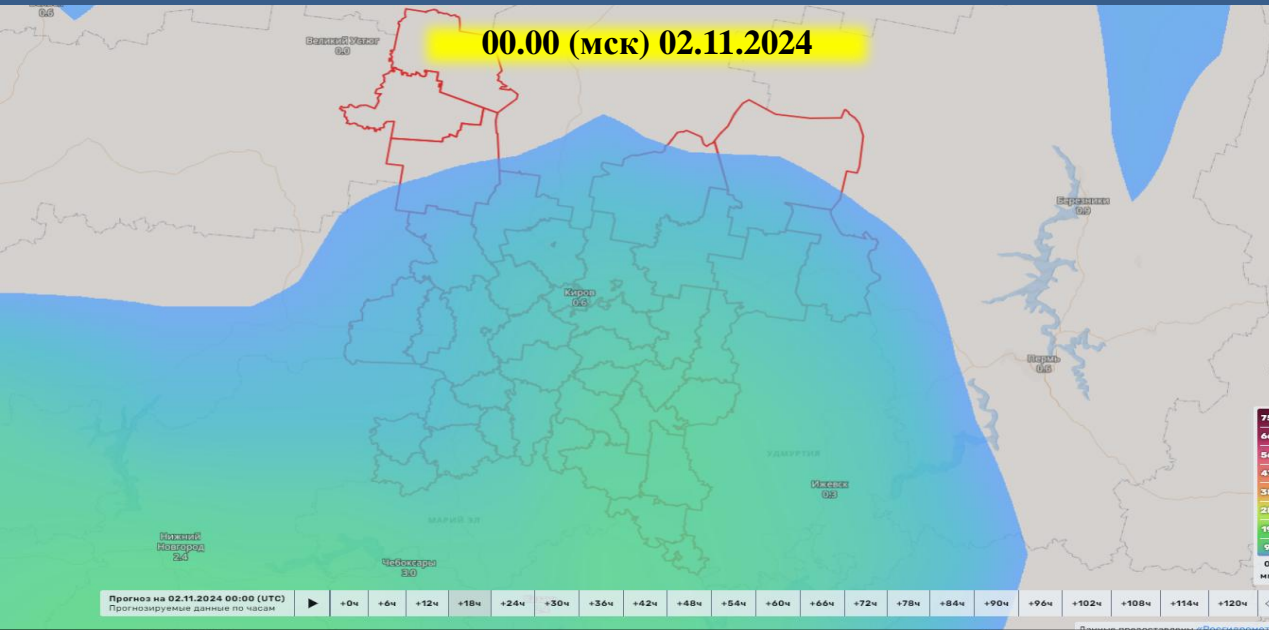 0.6
00.00 (мск) 02.11.2024
Великий Устюг
0.0
Березники
0.9
Киров
0.6
Пермь
0.6
УДМУРТИЯ
Ижевск
0.3
МАРИЙ ЭЛ
Нижний
Новгород
2.4
Чебоксары
3.0
Прогноз на 02.11.2024 00:00 (UTC)
Прогнозируемые данные по часам
+0ч +6ч +12ч +18ч +24ч +30ч +36ч +42ч +48ч +54ч +60ч +66ч +72ч +78ч +84ч +90ч +96ч +102ч +108ч +114ч +120ч
Данные предоставлены